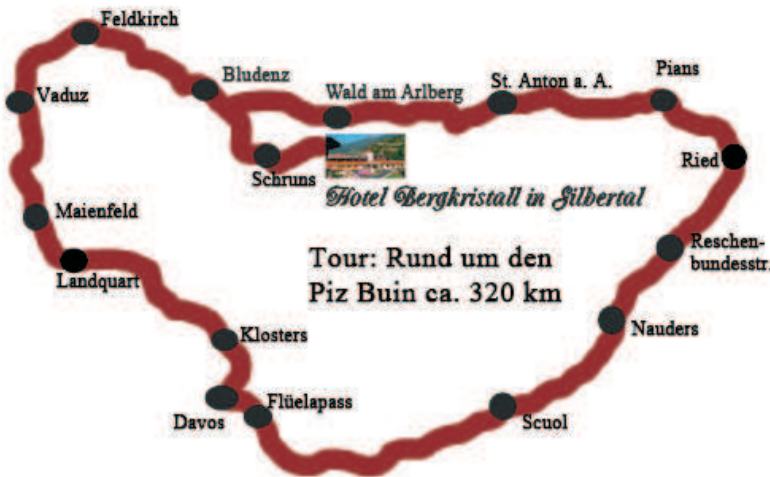 Feldkirch
Bludenz
Vaduz
Wald am Arlberg
St. Anton a. A.
Pians
Schruns
Ried
Hotel Bergkristall in Silbertal
Maienfeld
Landquart
Tour: Rund um den
Piz Buin ca. 320 km
Reschen-
bundesstr.
Klosters
Nauders
Davos
Flüelapass
Scuol